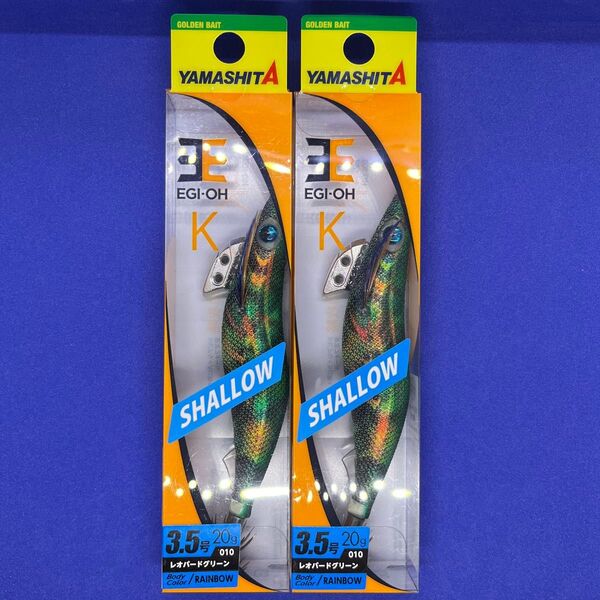 GOLDEN BAIT
YAMASHITA
EGI-OH
K
SHALLOW
3.5号 20g
010
レオパードグリーン
Body Color / RAINBOW
GOLDEN BAIT
YAMASHITA
EGI-OH
K
SHALLOW
3.5号 20g
010
レオパードグリーン
Body Color / RAINBOW